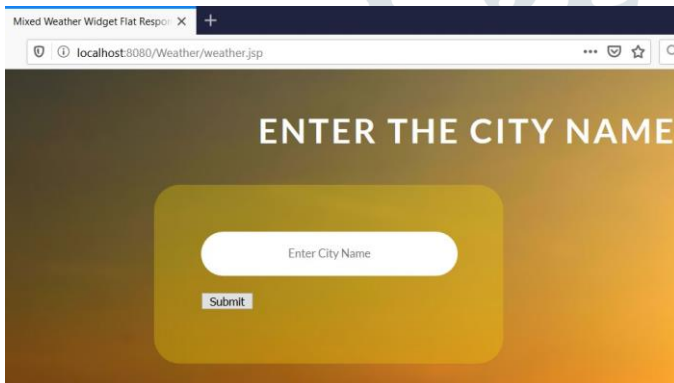 Mixed Weather Widget Flat Respon
localhost:8080/Weather/weather.jsp
ENTER THE CITY NAME
Enter City Name
Submit